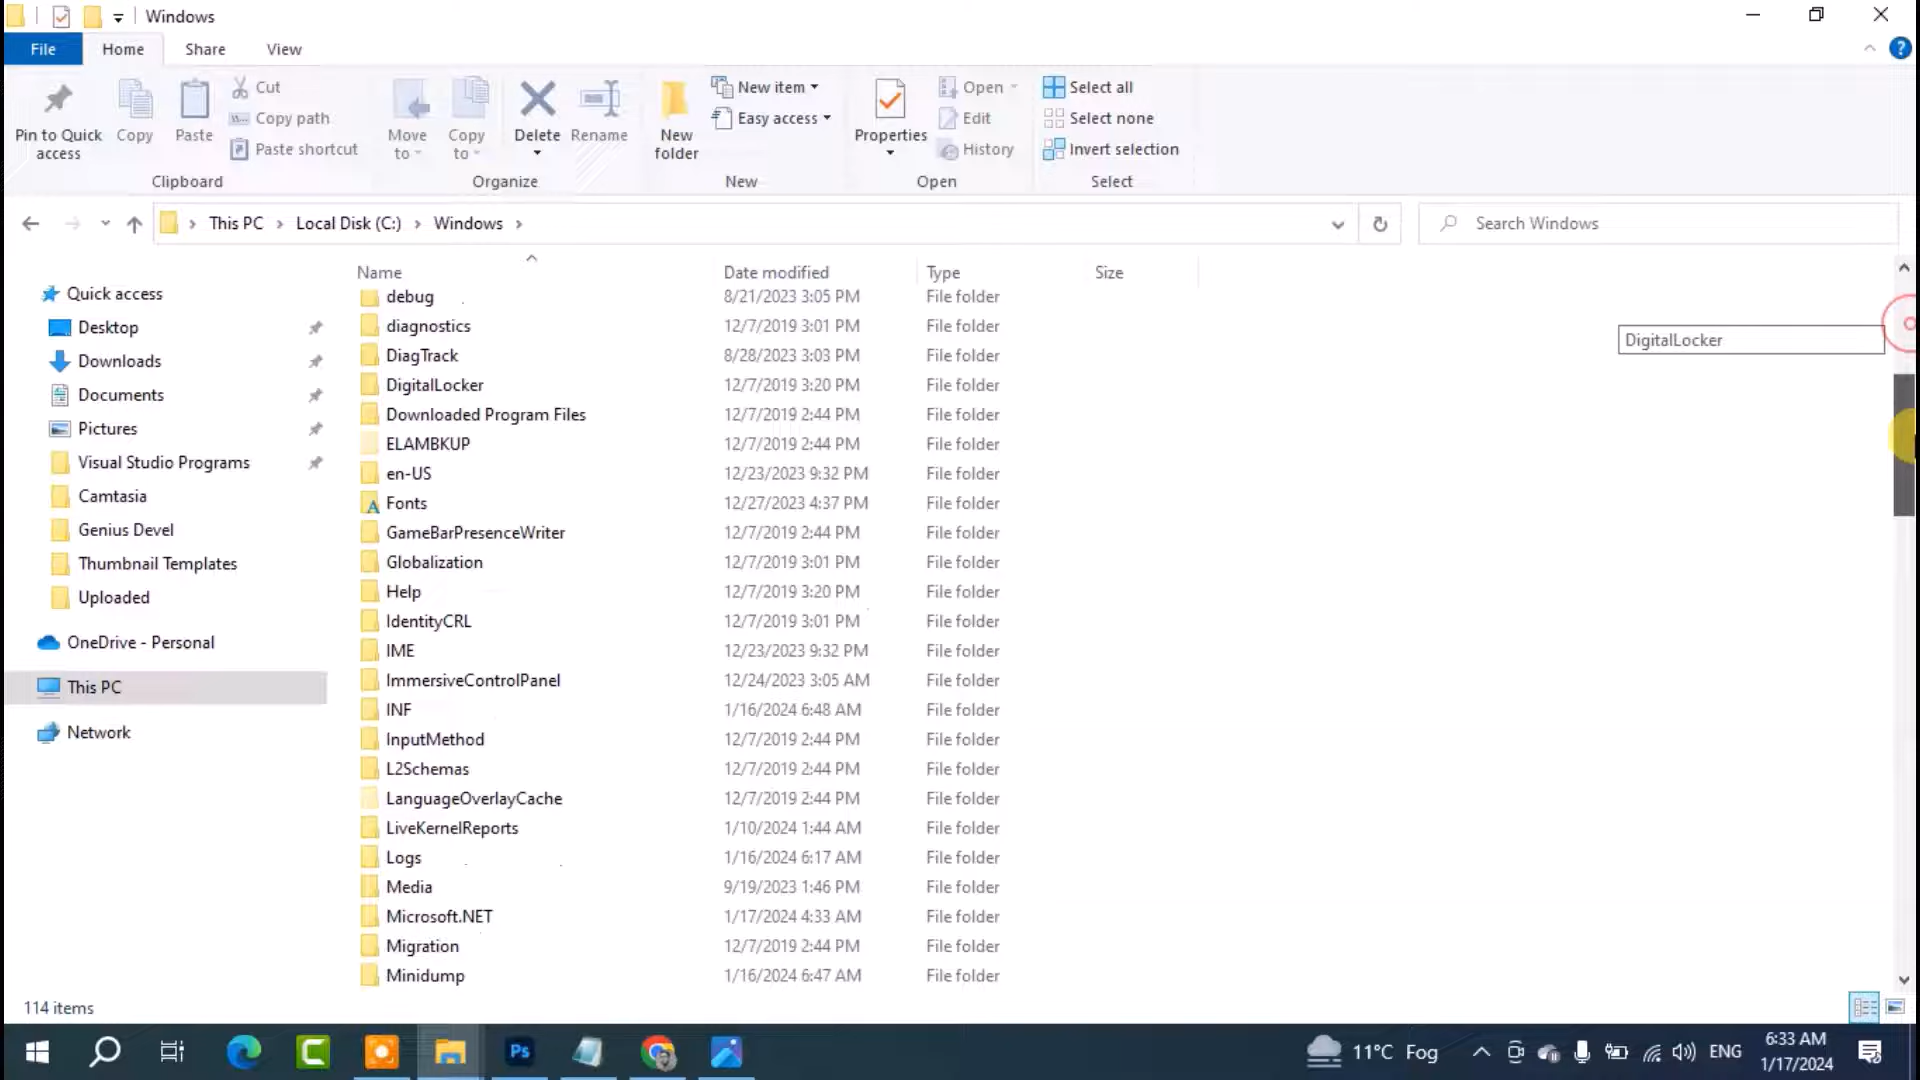 Windows
File Home Share View
Pin to Quick access
Copy
Paste
Cut
Copy path
Paste shortcut
Clipboard
Move to
Copy to
Delete
Rename
Organize
New folder
New item
Easy access
New
Properties
Open
Edit
History
Open
Select all
Select none
Invert selection
Select
This PC › Local Disk (C:) › Windows ›
Search Windows
Quick access
Desktop
Downloads
Documents
Pictures
Visual Studio Programs
Camtasia
Genius Devel
Thumbnail Templates
Uploaded
OneDrive - Personal
This PC
Network
Name Date modified Type Size
debug 8/21/2023 3:05 PM File folder
diagnostics 12/7/2019 3:01 PM File folder
DiagTrack 8/28/2023 3:03 PM File folder
DigitalLocker 12/7/2019 3:20 PM File folder
Downloaded Program Files 12/7/2019 2:44 PM File folder
ELAMBKUP 12/7/2019 2:44 PM File folder
en-US 12/23/2023 9:32 PM File folder
Fonts 12/27/2023 4:37 PM File folder
GameBarPresenceWriter 12/7/2019 2:44 PM File folder
Globalization 12/7/2019 3:01 PM File folder
Help 12/7/2019 3:20 PM File folder
IdentityCRL 12/7/2019 3:01 PM File folder
IME 12/23/2023 9:32 PM File folder
ImmersiveControlPanel 12/24/2023 3:05 AM File folder
INF 1/16/2024 6:48 AM File folder
InputMethod 12/7/2019 2:44 PM File folder
L2Schemas 12/7/2019 2:44 PM File folder
LanguageOverlayCache 12/7/2019 2:44 PM File folder
LiveKernelReports 1/10/2024 1:44 AM File folder
Logs 1/16/2024 6:17 AM File folder
Media 9/19/2023 1:46 PM File folder
Microsoft.NET 1/17/2024 4:33 AM File folder
Migration 12/7/2019 2:44 PM File folder
Minidump 1/16/2024 6:47 AM File folder
DigitalLocker
114 items
Ps
11°C Fog
ENG
6:33 AM
1/17/2024